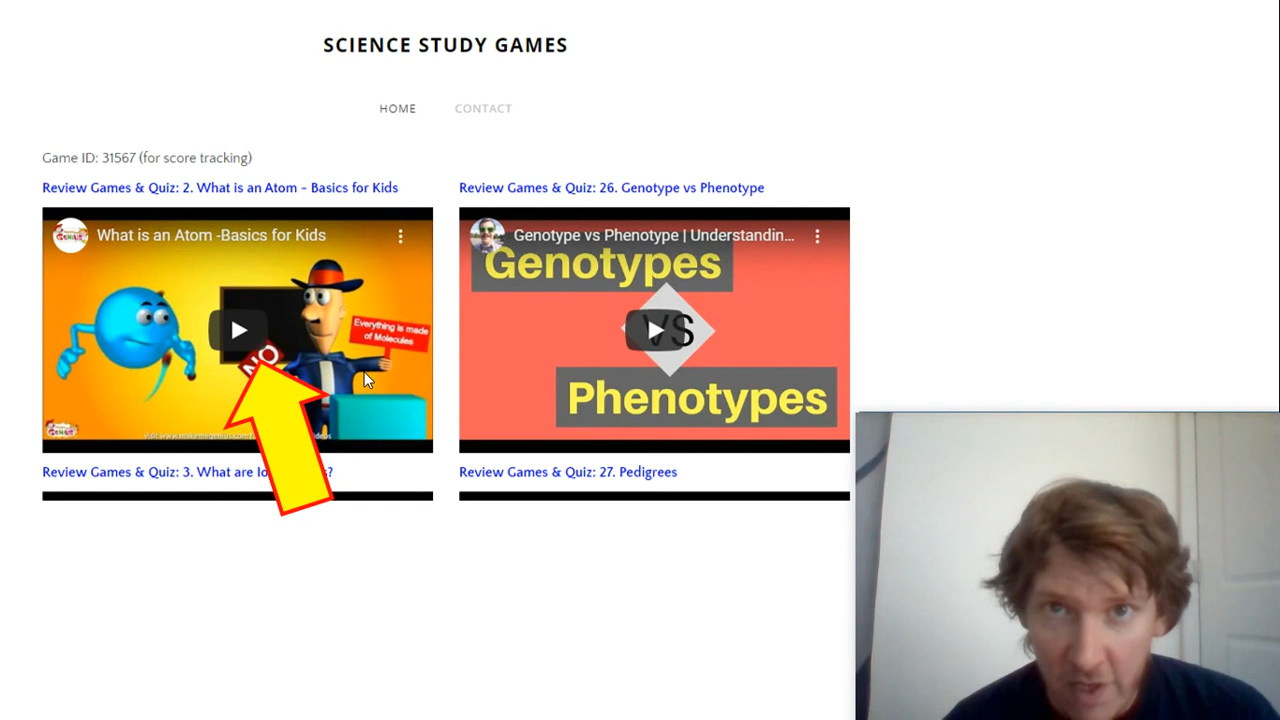 SCIENCE STUDY GAMES
HOME CONTACT
Game ID: 31567 (for score tracking)
Review Games & Quiz: 2. What is an Atom - Basics for Kids
What is an Atom -Basics for Kids
Everything is made
of Molecules
NO
Review Games & Quiz: 3. What are Io
?
Review Games & Quiz: 26. Genotype vs Phenotype
Genotype vs Phenotype | Understandin...
Genotypes
VS
Phenotypes
Review Games & Quiz: 27. Pedigrees